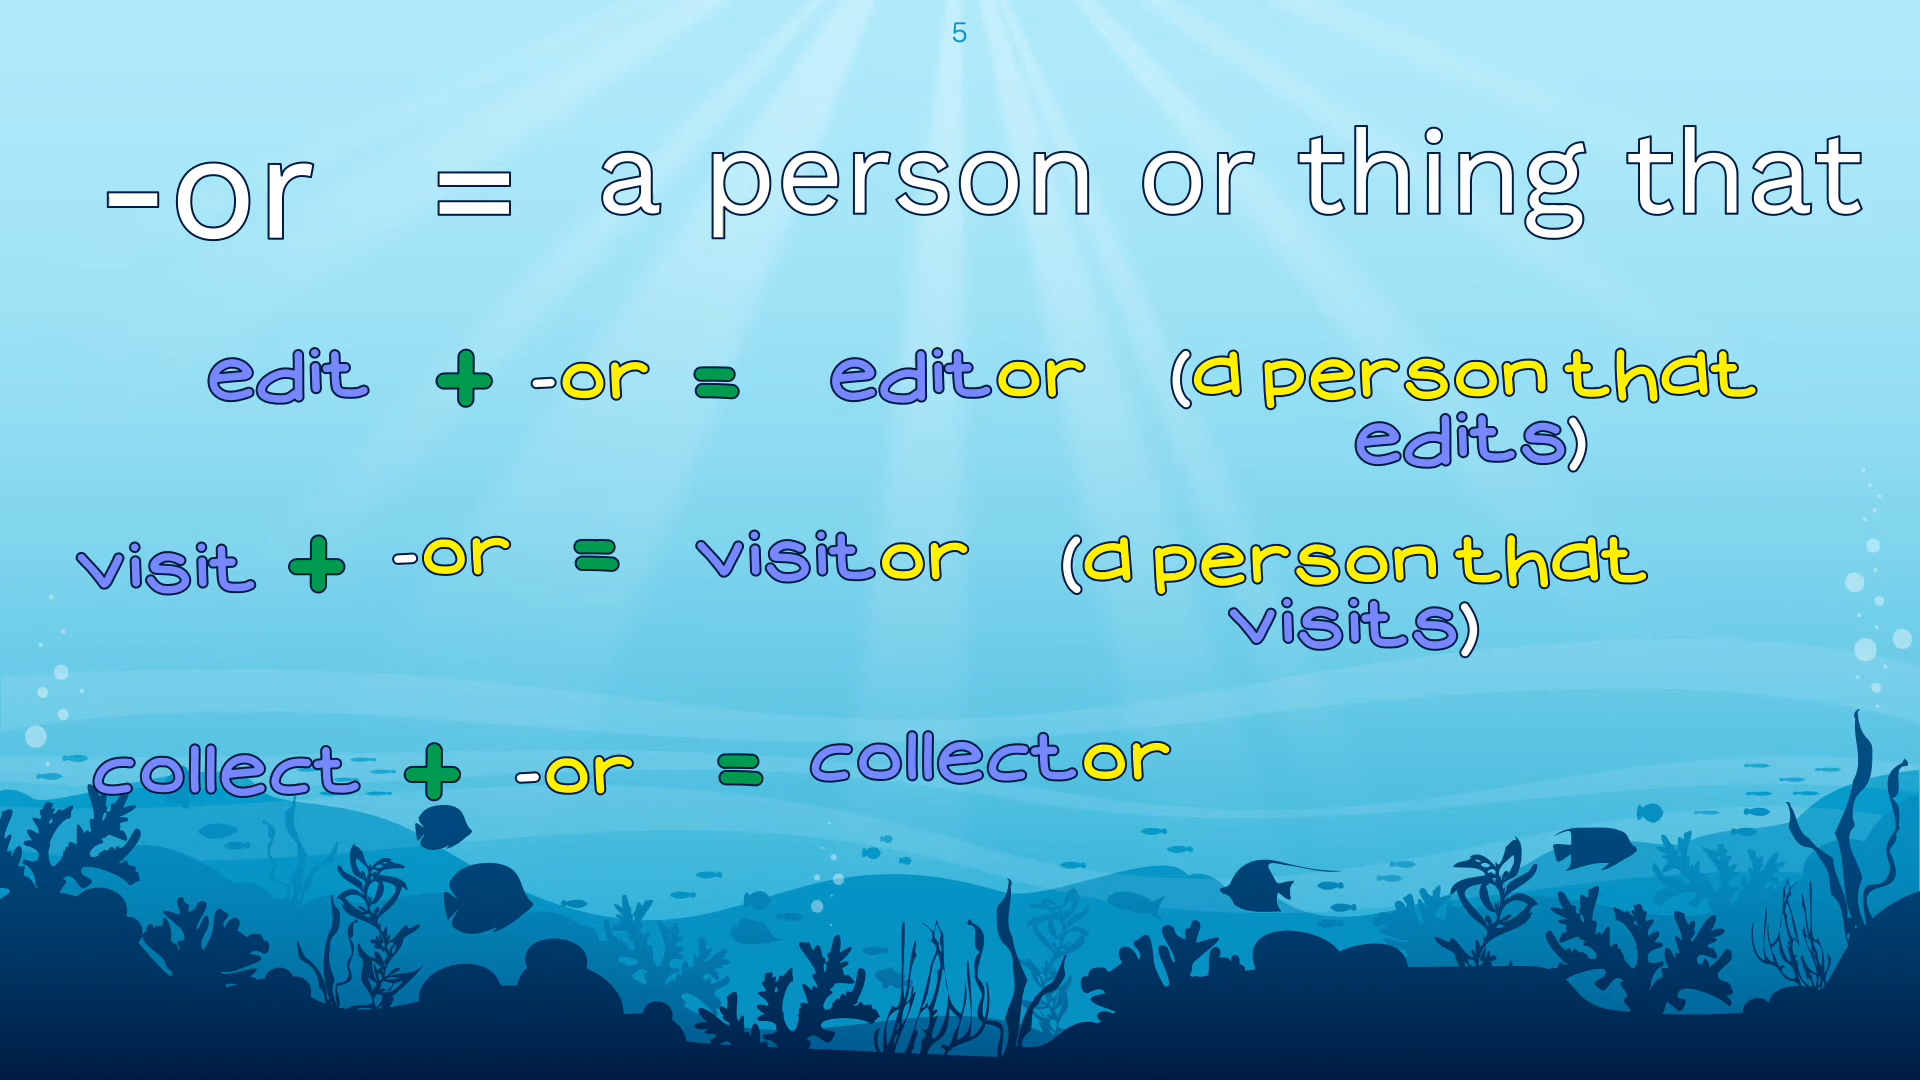 5
-or = a person or thing that
edit + -or = editor (a person that
edits)
visit + -or = visitor (a person that
visits)
collect + -or = collector